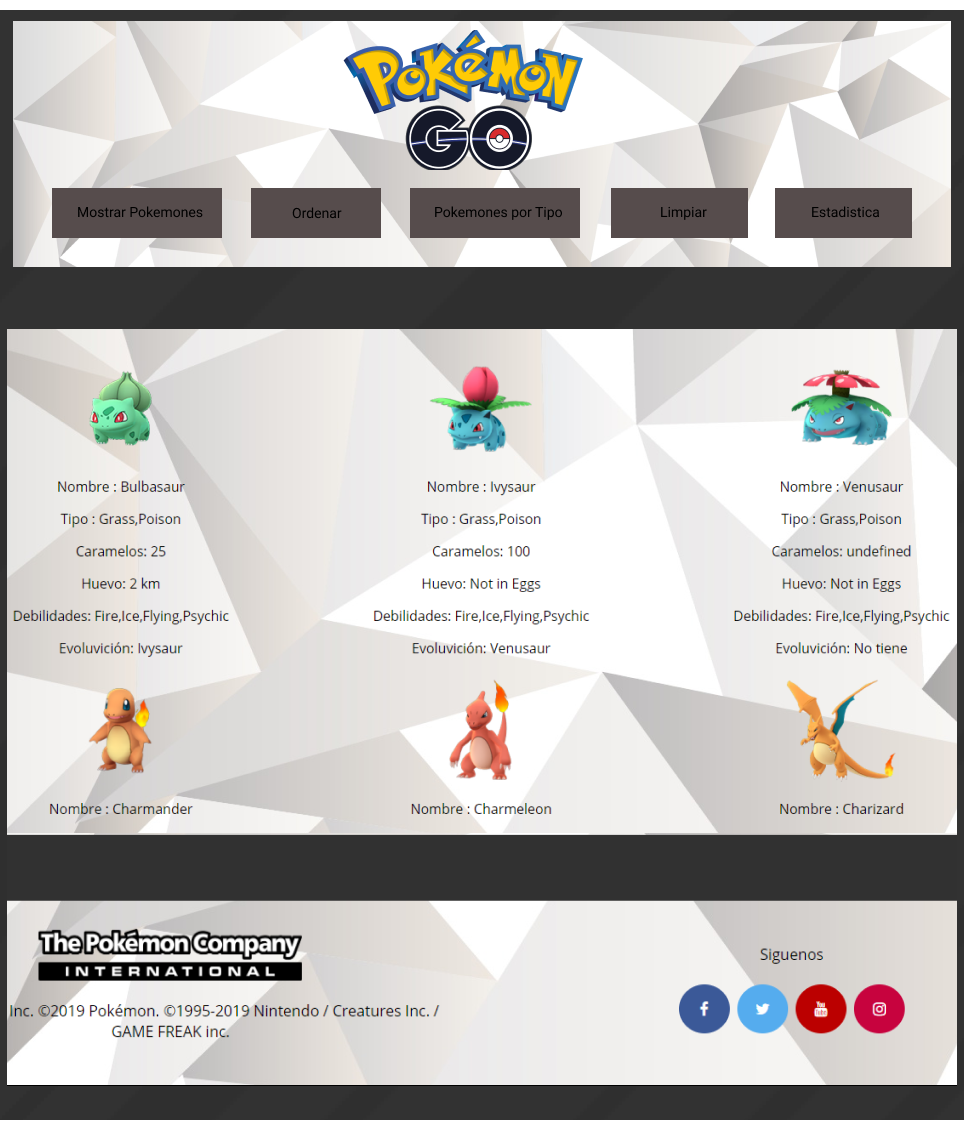 POKÉMON
GO
Mostrar Pokemones
Ordenar
Pokemones por Tipo
Limpiar
Estadistica
Nombre : Bulbasaur
Tipo : Grass,Poison
Caramelos: 25
Huevo: 2 km
Debilidades: Fire,Ice,Flying,Psychic
Evoluvición: Ivysaur
Nombre : Ivysaur
Tipo : Grass,Poison
Caramelos: 100
Huevo: Not in Eggs
Debilidades: Fire,Ice,Flying,Psychic
Evoluvición: Venusaur
Nombre : Venusaur
Tipo : Grass,Poison
Caramelos: undefined
Huevo: Not in Eggs
Debilidades: Fire,Ice,Flying,Psychic
Evoluvición: No tiene
Nombre : Charmander
Nombre : Charmeleon
Nombre : Charizard
The Pokémon Company
INTERNATIONAL
Inc. ©2019 Pokémon. ©1995-2019 Nintendo / Creatures Inc. /
GAME FREAK inc.
Siguenos
f
You
Tube